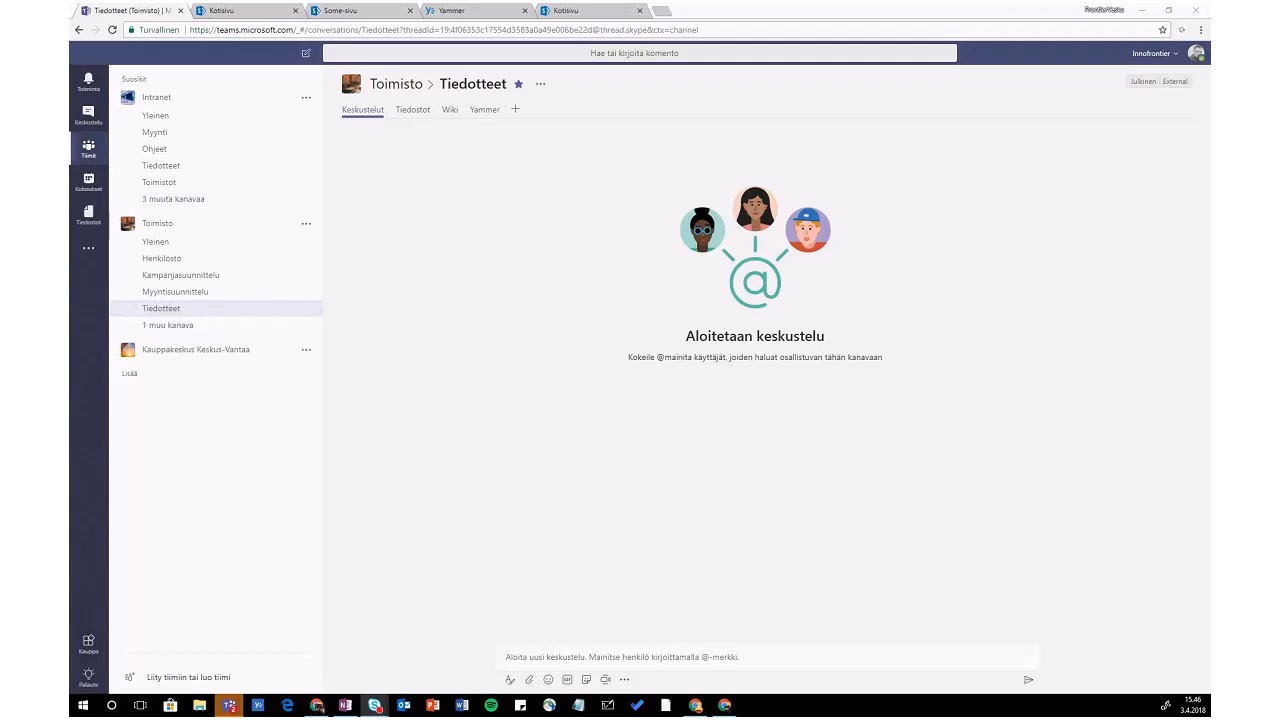 Tiedotteet (Toimisto) | M
Kotisivu
Some-sivu
Yammer
Kotisivu
Turvallinen
https://teams.microsoft.com/_#/conversations/Tiedotteet?threadId=19:4f06353c17554d3583a0a49e006be22d@thread.skype&ctx=channel
Hae tai kirjoita komento
Innofrontier
Toiminta
Keskustelu
Tiimit
Kokoukset
Tiedostot
Kauppa
Palaute
Suosikit
Intranet
Yleinen
Myynti
Ohjeet
Tiedotteet
Toimistot
3 muuta kanavaa
Toimisto
Yleinen
Henkilöstö
Kampanjasuunnittelu
Myyntisuunnittelu
Tiedotteet
1 muu kanava
Kauppakeskus Keskus-Vantaa
Lisää
Liity tiimiin tai luo tiimi
Toimisto > Tiedotteet
Julkinen External
Keskustelut Tiedostot Wiki Yammer
Aloitetaan keskustelu
Kokeile @mainita käyttäjät, joiden haluat osallistuvan tähän kanavaan
Aloita uusi keskustelu. Mainitse henkilö kirjoittamalla @-merkki.
GIF
15.46
3.4.2018